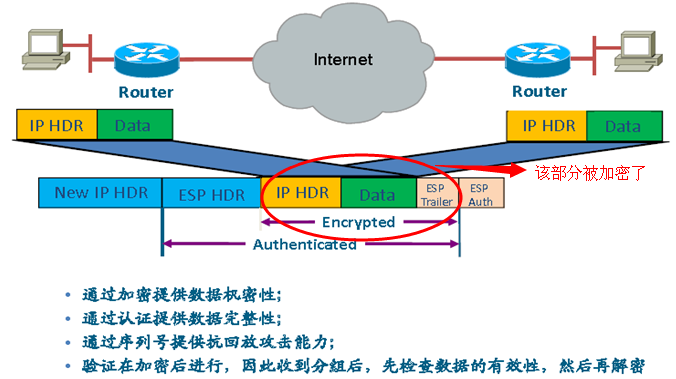 Internet
Router
Router
IP HDR Data
IP HDR Data
该部分被加密了
New IP HDR ESP HDR IP HDR Data ESP Trailer ESP Auth
Encrypted
Authenticated
• 通过加密提供数据机密性；
• 通过认证提供数据完整性；
• 通过序列号提供抗回放攻击能力；
• 验证在加密后进行，因此收到分组后，先检查数据的有效性，然后再解密